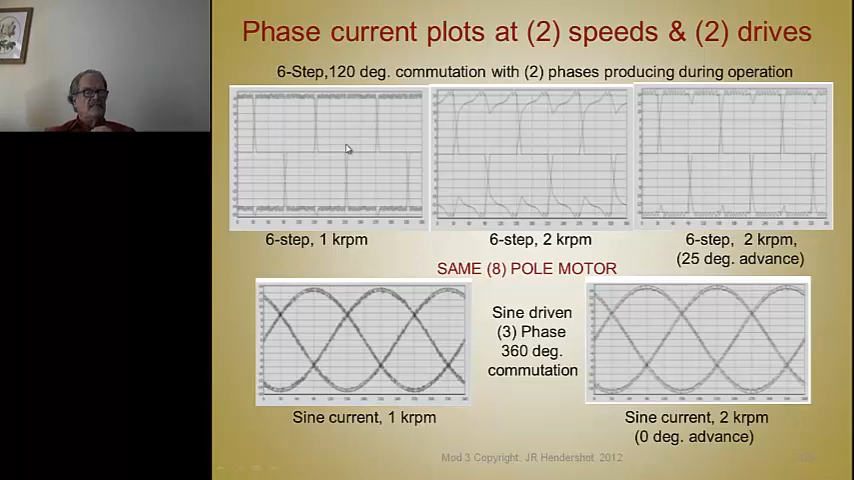 Phase current plots at (2) speeds & (2) drives
6-Step,120 deg. commutation with (2) phases producing during operation
6-step, 1 krpm
6-step, 2 krpm
6-step, 2 krpm,
(25 deg. advance)
SAME (8) POLE MOTOR
Sine driven
(3) Phase
360 deg.
commutation
Sine current, 1 krpm
Sine current, 2 krpm
(0 deg. advance)
Mod 3 Copyright. JR Hendershot 2012